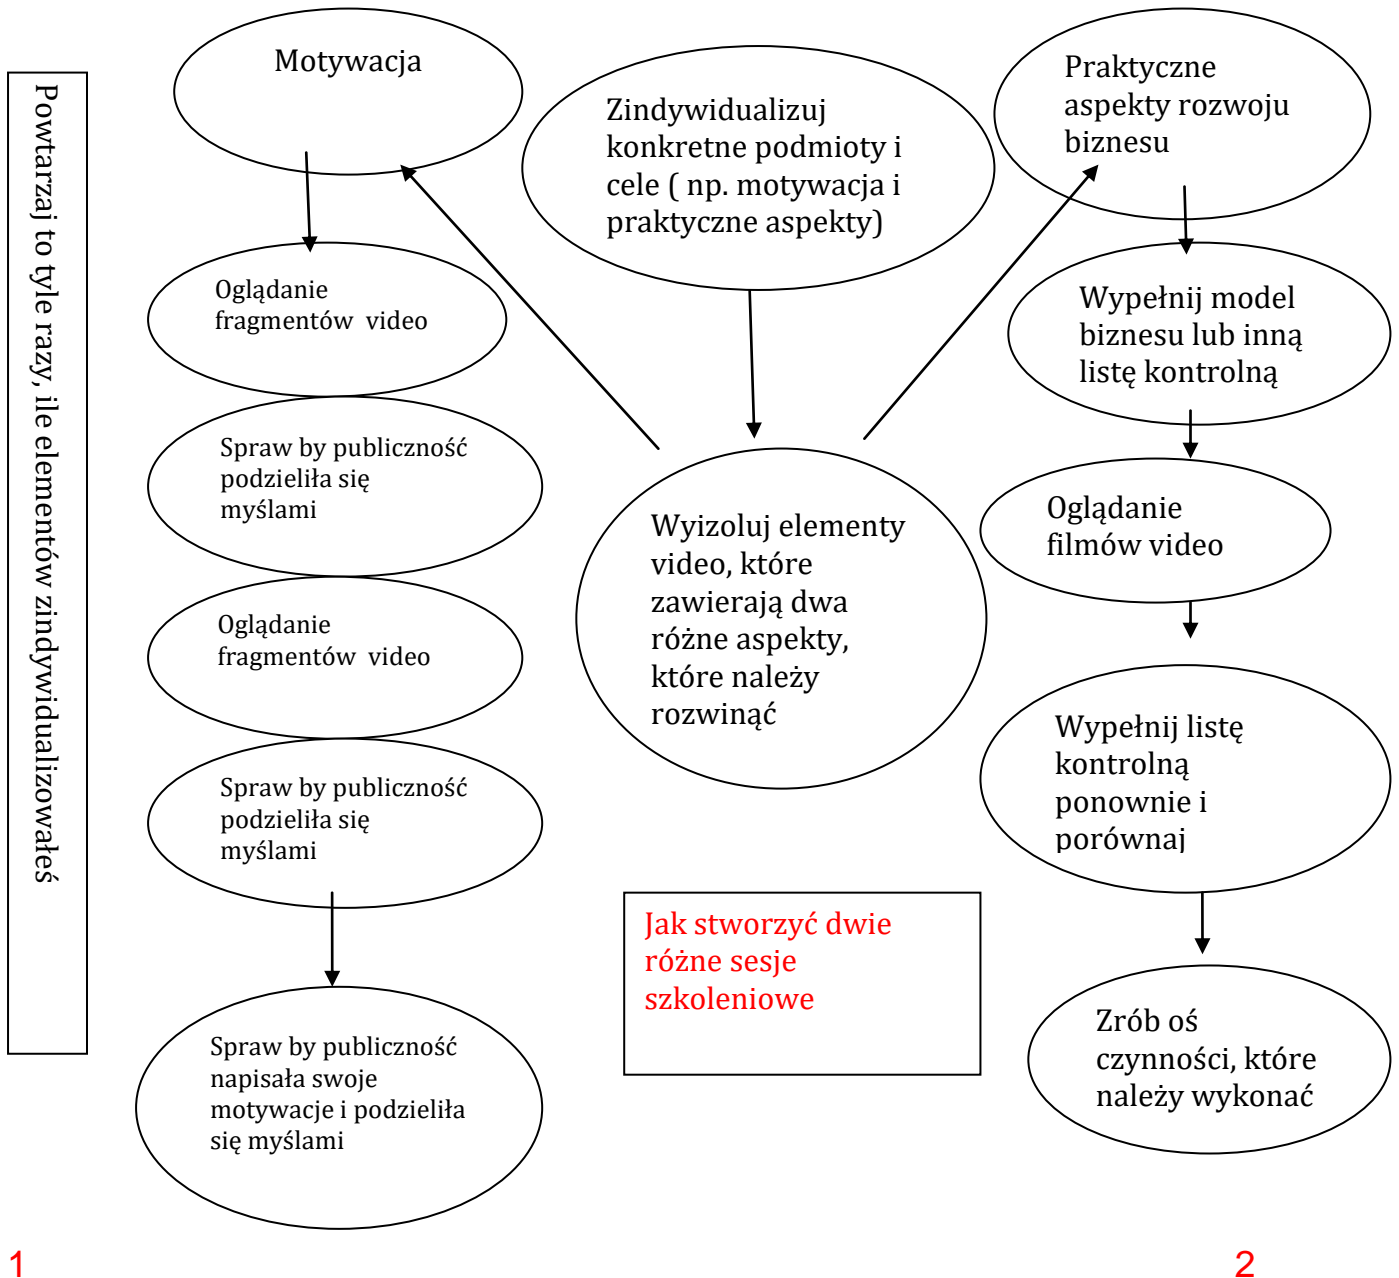 Powtarzaj to tyle razy, ile elementów zindywidualizowałeś
Motywacja
Oglądanie
fragmentów  video
Spraw by publiczność
podzieliła się
myślami
Oglądanie
fragmentów  video
Spraw by publiczność
podzieliła się
myślami
Spraw by publiczność
napisała swoje
motywacje i podzieliła
się myślami
Zindywidualizuj
konkretne podmioty i
cele ( np. motywacja i
praktyczne aspekty)
Wyizoluj elementy
video, które
zawierają dwa
różne aspekty,
które należy
rozwinąć
Jak stworzyć dwie
różne sesje
szkoleniowe
Praktyczne
aspekty rozwoju
biznesu
Wypełnij model
biznesu lub inną
listę kontrolną
Oglądanie
filmów video
Wypełnij listę
kontrolną
ponownie i
porównaj
Zrób oś
czynności, które
należy wykonać
1
2